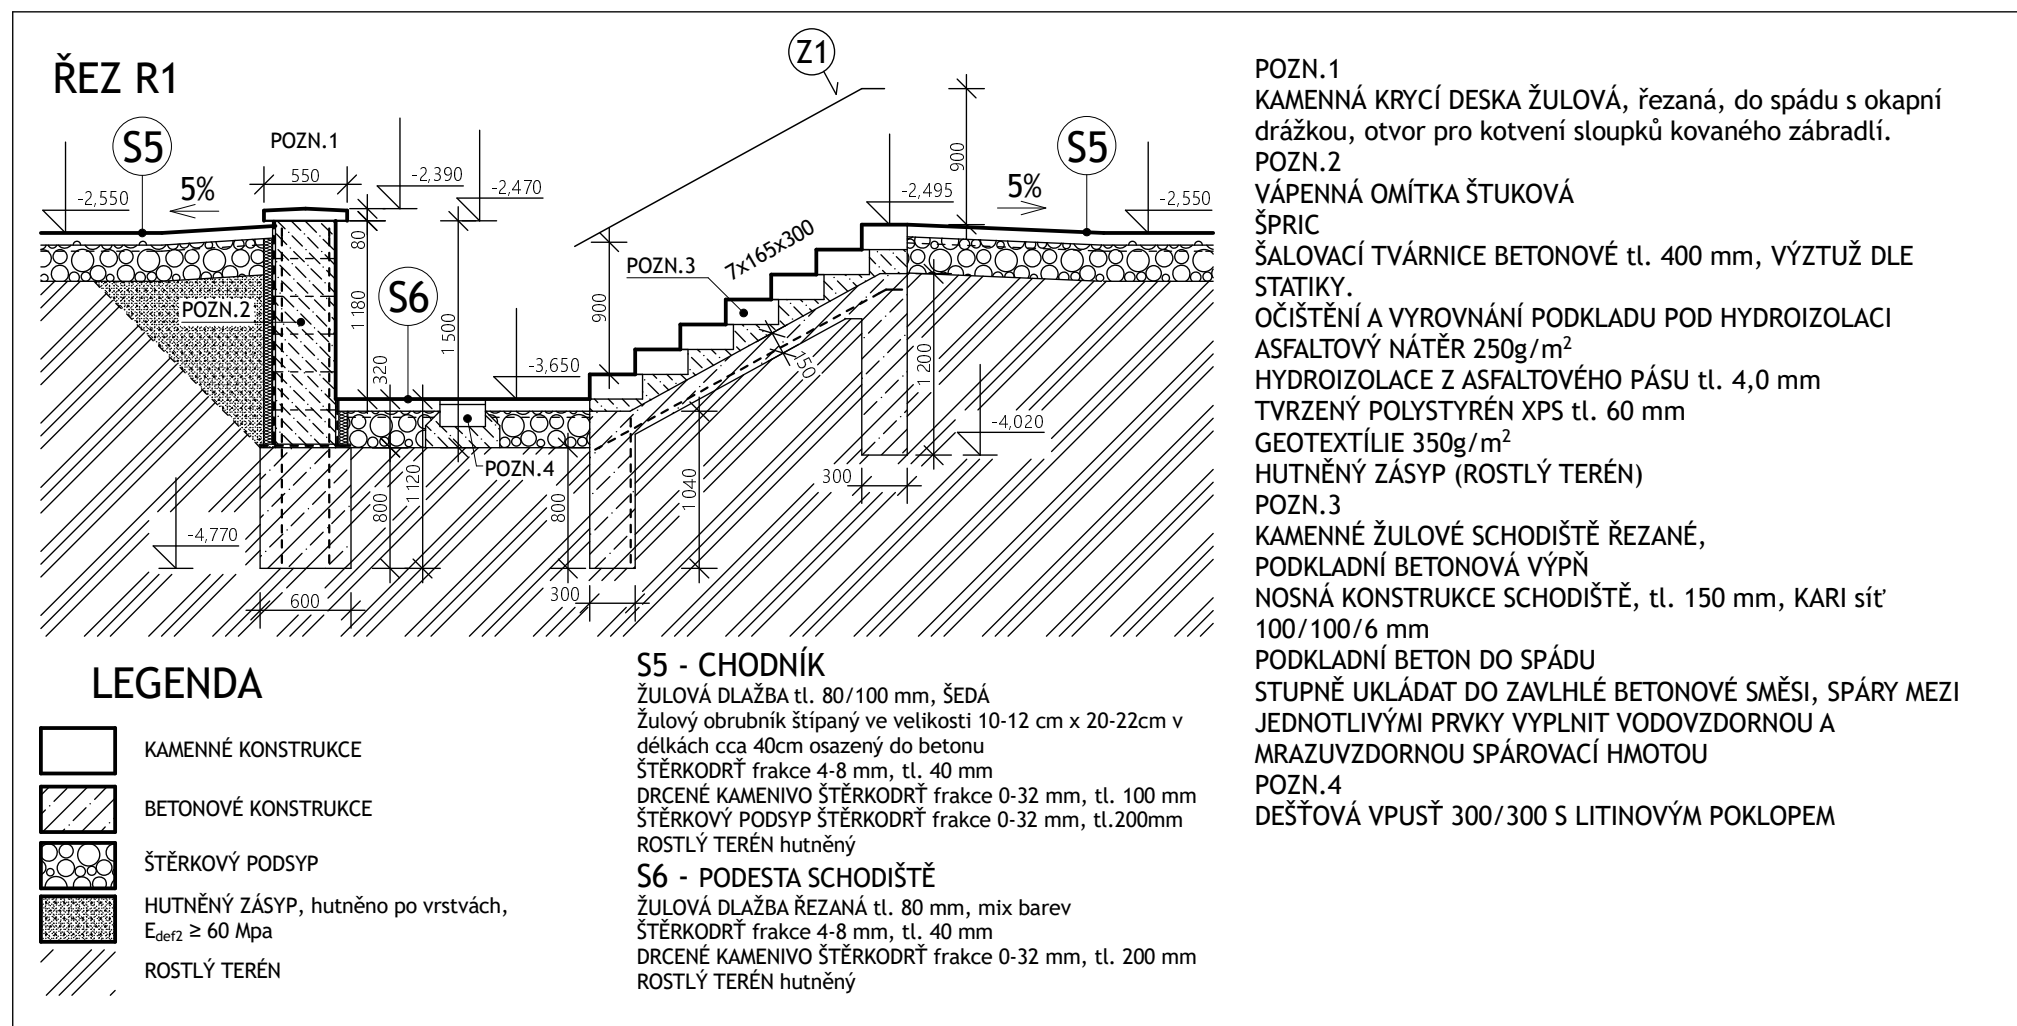 ŘEZ R1
Z1
S5
POZN.1
550
-2,550
5%
-2,390
-2,470
900
-2,495
5%
S5
-2,550
80
1180
320
S6
1500
POZN.2
POZN.3
7x165x300
900
-3,650
150
1200
-4,020
POZN.4
300
800
1120
800
1040
-4,770
600
300
LEGENDA
KAMENNÉ KONSTRUKCE
BETONOVÉ KONSTRUKCE
ŠTĚRKOVÝ PODSYP
HUTNĚNÝ ZÁSYP, hutněno po vrstvách,
Edef2 ≥ 60 Mpa
ROSTLÝ TERÉN
S5 - CHODNÍK
ŽULOVÁ DLAŽBA tl. 80/100 mm, ŠEDÁ
Žulový obrubník štípaný ve velikosti 10-12 cm x 20-22cm v
délkách cca 40cm osazený do betonu
ŠTĚRKODRŤ frakce 4-8 mm, tl. 40 mm
DRCENÉ KAMENIVO ŠTĚRKODRŤ frakce 0-32 mm, tl. 100 mm
ŠTĚRKOVÝ PODSYP ŠTĚRKODRŤ frakce 0-32 mm, tl.200mm
ROSTLÝ TERÉN hutněný
S6 - PODESTA SCHODIŠTĚ
ŽULOVÁ DLAŽBA ŘEZANÁ tl. 80 mm, mix barev
ŠTĚRKODRŤ frakce 4-8 mm, tl. 40 mm
DRCENÉ KAMENIVO ŠTĚRKODRŤ frakce 0-32 mm, tl. 200 mm
ROSTLÝ TERÉN hutněný
POZN.1
KAMENNÁ KRYCÍ DESKA ŽULOVÁ, řezaná, do spádu s okapní
drážkou, otvor pro kotvení sloupků kovaného zábradlí.
POZN.2
VÁPENNÁ OMÍTKA ŠTUKOVÁ
ŠPRIC
ŠALOVACÍ TVÁRNICE BETONOVÉ tl. 400 mm, VÝZTUŽ DLE
STATIKY.
OČIŠTĚNÍ A VYROVNÁNÍ PODKLADU POD HYDROIZOLACI
ASFALTOVÝ NÁTĚR 250g/m²
HYDROIZOLACE Z ASFALTOVÉHO PÁSU tl. 4,0 mm
TVRZENÝ POLYSTYRÉN XPS tl. 60 mm
GEOTEXTÍLIE 350g/m²
HUTNĚNÝ ZÁSYP (ROSTLÝ TERÉN)
POZN.3
KAMENNÉ ŽULOVÉ SCHODIŠTĚ ŘEZANÉ,
PODKLADNÍ BETONOVÁ VÝPŇ
NOSNÁ KONSTRUKCE SCHODIŠTĚ, tl. 150 mm, KARI síť
100/100/6 mm
PODKLADNÍ BETON DO SPÁDU
STUPNĚ UKLÁDAT DO ZAVLHLÉ BETONOVÉ SMĚSI, SPÁRY MEZI
JEDNOTLIVÝMI PRVKY VYPLNIT VODOVZDORNOU A
MRAZUVZDORNOU SPÁROVACÍ HMOTOU
POZN.4
DEŠŤOVÁ VPUSŤ 300/300 S LITINOVÝM POKLOPEM